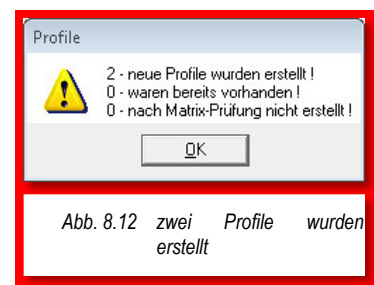 Profile
2 - neue Profile wurden erstellt !
0 - waren bereits vorhanden !
0 - nach Matrix-Prüfung nicht erstellt !
OK
Abb. 8.12 zwei Profile wurden
erstellt